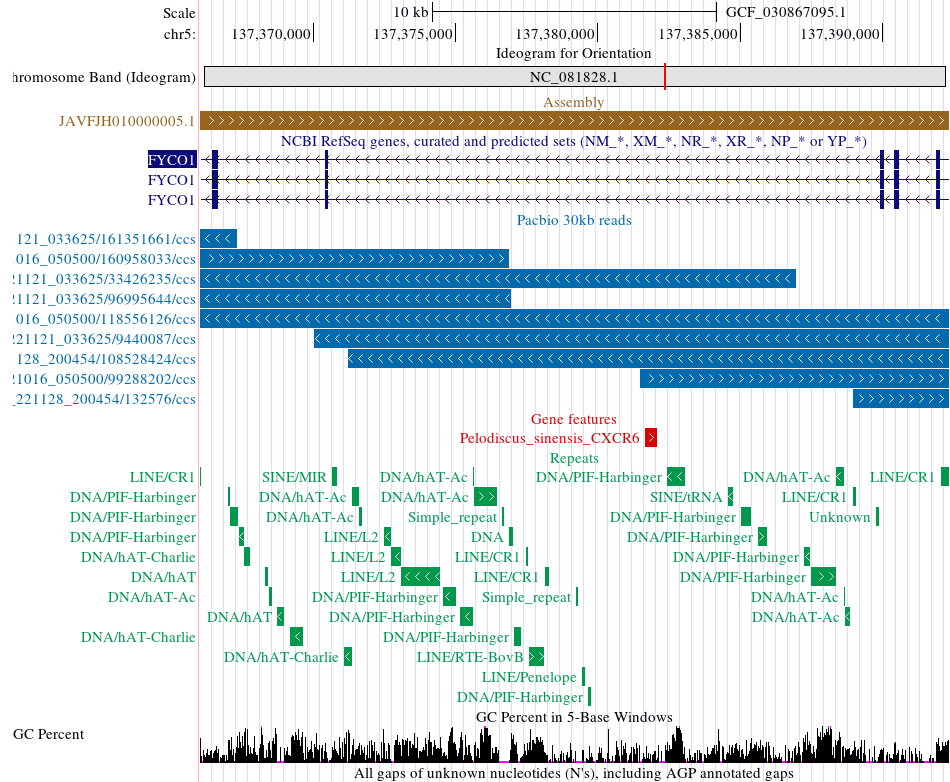 Scale 10 kb GCF_030867095.1
chr5: 137,370,000 137,375,000 137,380,000 137,385,000 137,390,000
Ideogram for Orientation
hromosome Band (Ideogram) NC_081828.1
Assembly
JAVFJH010000005.1
NCBI RefSeq genes, curated and predicted sets (NM_*, XM_*, NR_*, XR_*, NP_* or YP_*)
FYCO1
FYCO1
FYCO1
Pacbio 30kb reads
121_033625/161351661/ccs
016_050500/160958033/ccs
21121_033625/33426235/ccs
21121_033625/96995644/ccs
016_050500/118556126/ccs
221121_033625/9440087/ccs
128_200454/108528424/ccs
21016_050500/99288202/ccs
_221128_200454/132576/ccs
Gene features
Pelodiscus_sinensis_CXCR6
Repeats
LINE/CR1 SINE/MIR DNA/hAT-Ac DNA/PIF-Harbinger DNA/hAT-Ac LINE/CR1
DNA/PIF-Harbinger DNA/hAT-Ac DNA/hAT-Ac SINE/tRNA LINE/CR1
DNA/PIF-Harbinger DNA/hAT-Ac Simple_repeat DNA/PIF-Harbinger Unknown
DNA/PIF-Harbinger LINE/L2 DNA DNA/PIF-Harbinger
DNA/hAT-Charlie LINE/L2 LINE/CR1 DNA/PIF-Harbinger
DNA/hAT LINE/L2 LINE/CR1 DNA/PIF-Harbinger
DNA/hAT-Ac DNA/PIF-Harbinger Simple_repeat DNA/hAT-Ac
DNA/hAT DNA/PIF-Harbinger DNA/hAT-Ac
DNA/hAT-Charlie DNA/PIF-Harbinger
DNA/hAT-Charlie LINE/RTE-BovB
LINE/Penelope
DNA/PIF-Harbinger
GC Percent in 5-Base Windows
GC Percent
All gaps of unknown nucleotides (N's), including AGP annotated gaps